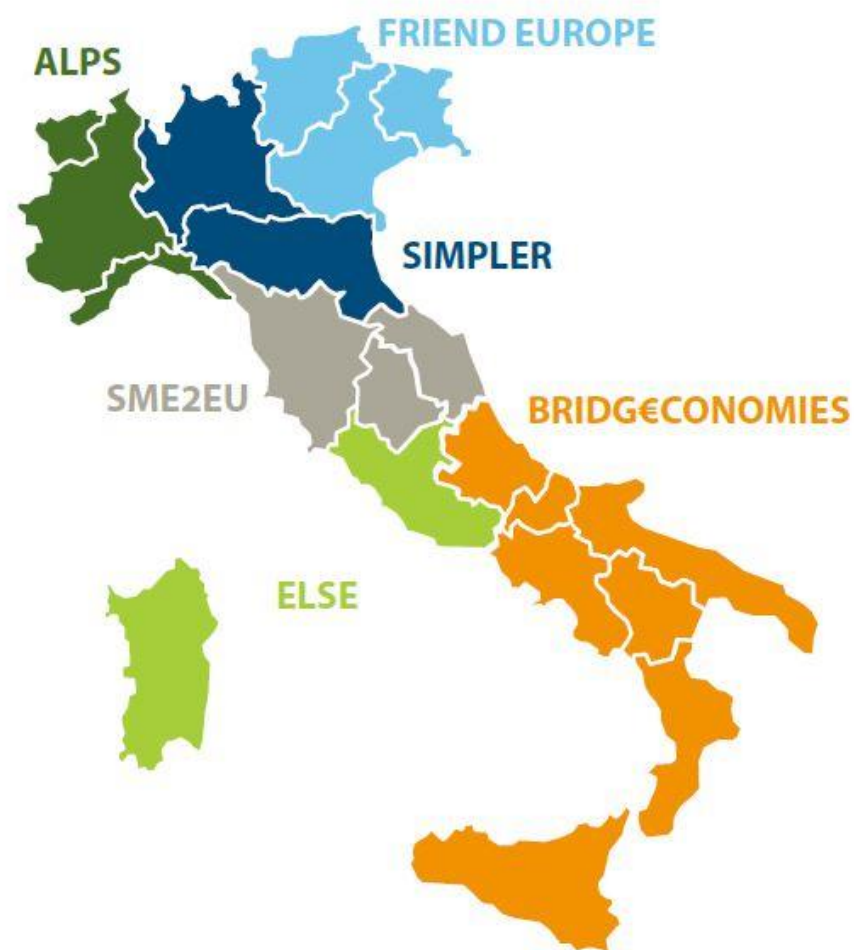 FRIEND EUROPE
ALPS
SIMPLER
SME2EU
BRIDG€CONOMIES
ELSE